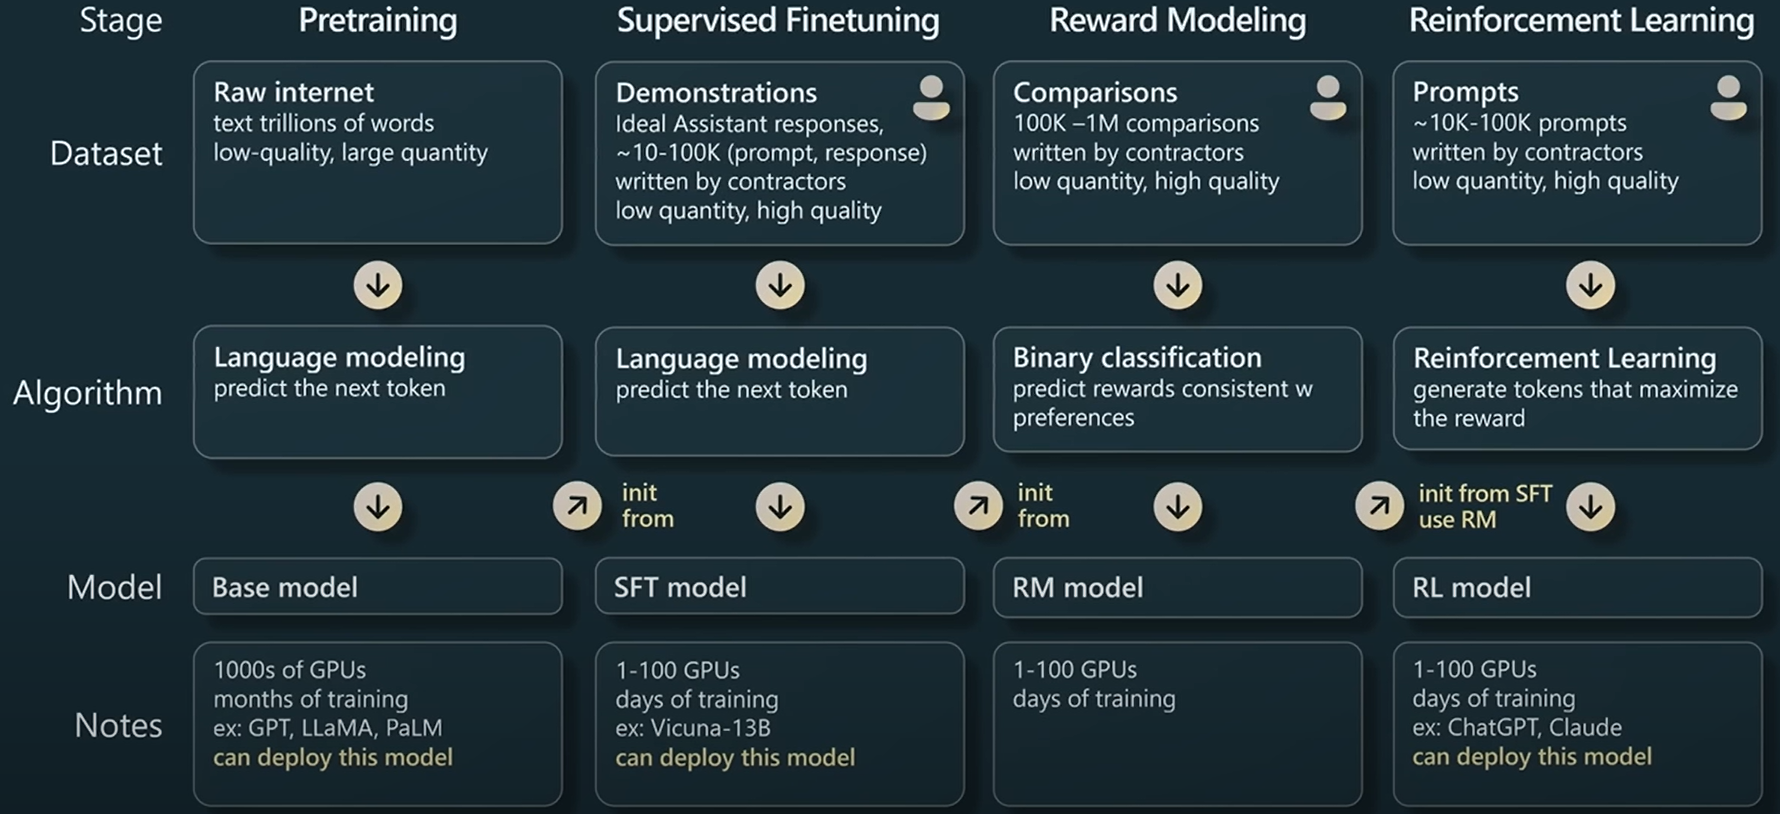 Stage
Pretraining
Supervised Finetuning
Reward Modeling
Reinforcement Learning
Dataset
Raw internet
text trillions of words
low-quality, large quantity
Demonstrations
Ideal Assistant responses,
~10-100K (prompt, response)
written by contractors
low quantity, high quality
Comparisons
100K –1M comparisons
written by contractors
low quantity, high quality
Prompts
~10K-100K prompts
written by contractors
low quantity, high quality
Algorithm
Language modeling
predict the next token
Language modeling
predict the next token
Binary classification
predict rewards consistent w
preferences
Reinforcement Learning
generate tokens that maximize
the reward
init
from
init
from
init from SFT
use RM
Model
Base model
SFT model
RM model
RL model
Notes
1000s of GPUs
months of training
ex: GPT, LLaMA, PaLM
can deploy this model
1-100 GPUs
days of training
ex: Vicuna-13B
can deploy this model
1-100 GPUs
days of training
1-100 GPUs
days of training
ex: ChatGPT, Claude
can deploy this model